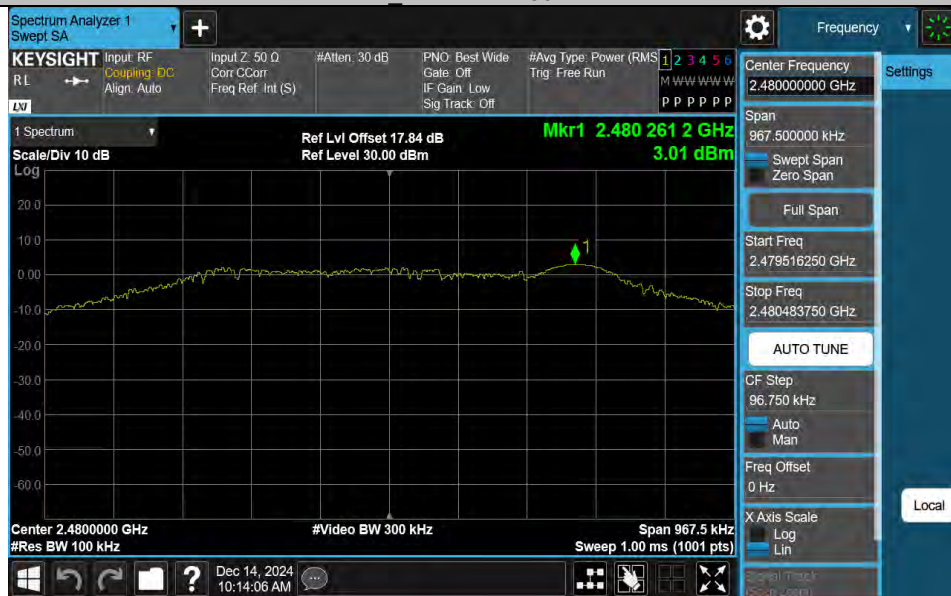 Spectrum Analyzer 1
Swept SA
+
Frequency
KEYSIGHT
RL
LXI
Input: RF
Coupling: DC
Align: Auto
Input Z: 50 Ω
Corr CCorr
Freq Ref: Int (S)
#Atten: 30 dB
PNO: Best Wide
Gate: Off
IF Gain: Low
Sig Track: Off
#Avg Type: Power (RMS
Trig: Free Run
1 2 3 4 5 6
M W W W W W
P P P P P P
1 Spectrum
Scale/Div 10 dB
Ref Lvl Offset 17.84 dB
Ref Level 30.00 dBm
Mkr1 2.480 261 2 GHz
3.01 dBm
Log
20.0
10.0
0.00
-10.0
-20.0
-30.0
-40.0
-50.0
-60.0
1
Center 2.4800000 GHz
#Res BW 100 kHz
#Video BW 300 kHz
Span 967.5 kHz
Sweep 1.00 ms (1001 pts)
Dec 14, 2024
10:14:06 AM
Center Frequency
2.480000000 GHz
Span
967.500000 kHz
Swept Span
Zero Span
Full Span
Start Freq
2.479516250 GHz
Stop Freq
2.480483750 GHz
AUTO TUNE
CF Step
96.750 kHz
Auto
Man
Freq Offset
0 Hz
X Axis Scale
Log
Lin
Signal Track
Settings
Local